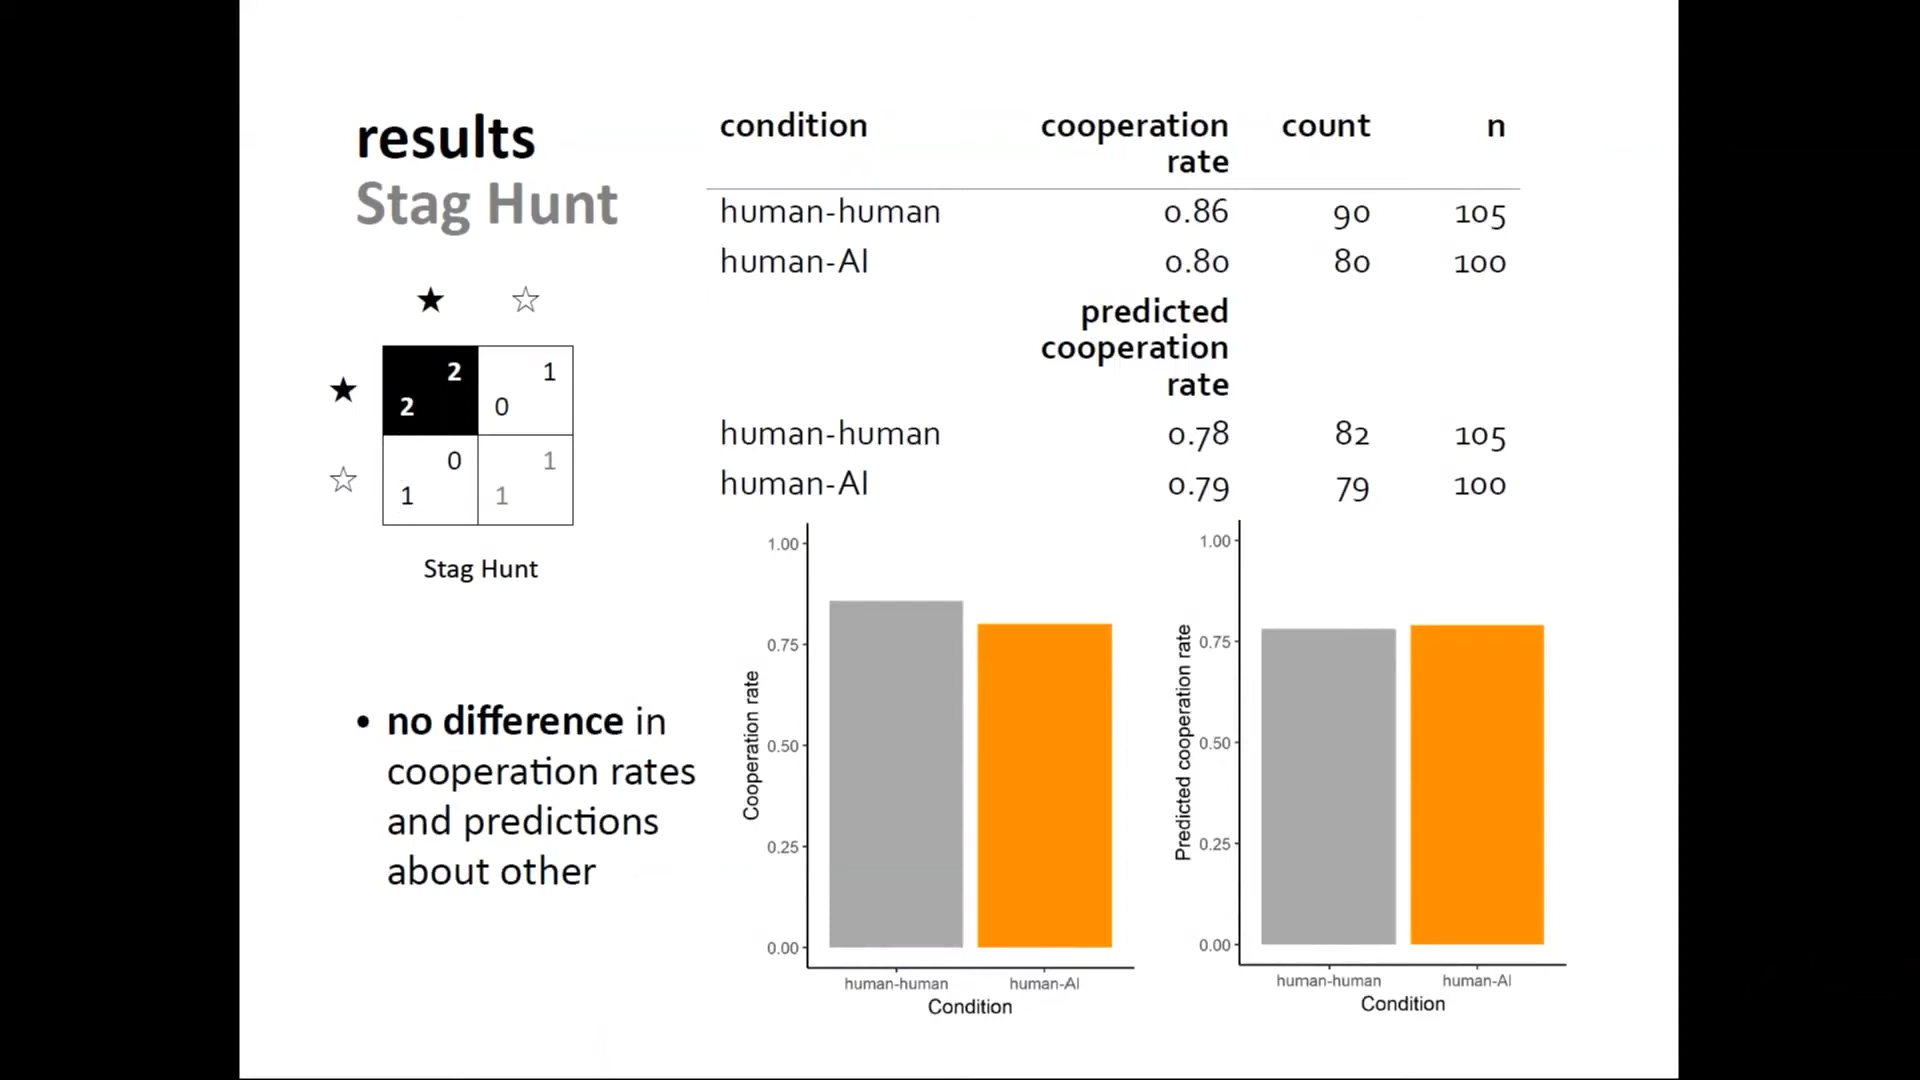 results
Stag Hunt
★ ☆
★
2 1
2 0
☆
0 1
1 1
Stag Hunt
• no difference in
cooperation rates
and predictions
about other
condition cooperation count n
rate
human-human 0.86 90 105
human-AI 0.80 80 100
predicted
cooperation
rate
human-human 0.78 82 105
human-AI 0.79 79 100
Cooperation rate
1.00
0.75
0.50
0.25
0.00
human-human human-AI
Condition
Predicted cooperation rate
1.00
0.75
0.50
0.25
0.00
human-human human-AI
Condition